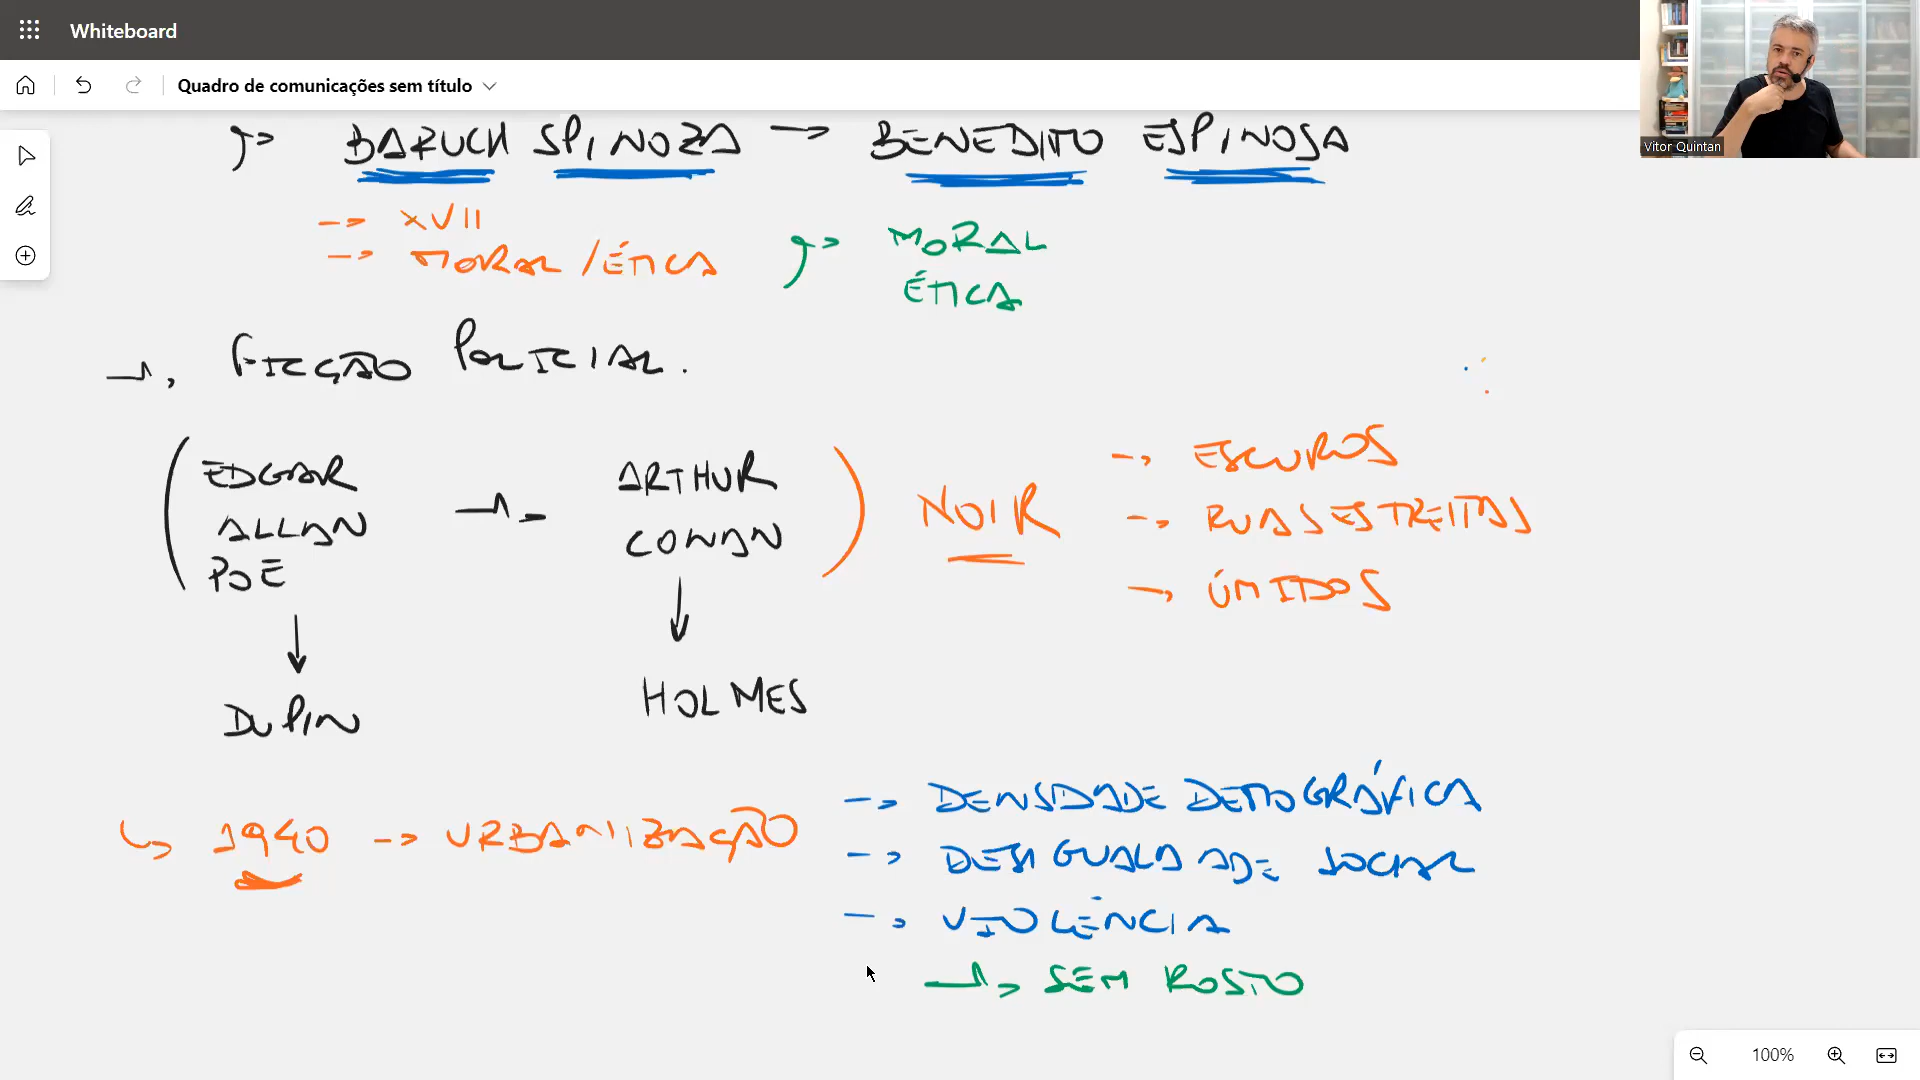 Whiteboard
Quadro de comunicações sem título
Vitor Quintan
BARUCH SPINOZA → BENEDITO ESPINOSA
→ XVII
→ MORAL / ÉTICA
MORAL
ÉTICA
→ FICÇÃO POLICIAL.
EDGAR
ALLAN
POE
→
ARTHUR
CONAN
NOIR
→ ESCUROS
→ RUAS ESTREITAS
→ ÚMIDOS
DUPIN
HOLMES
↳ 1940 → URBANIZAÇÃO
→ DENSIDADE DEMOGRÁFICA
→ DESIGUALDADE SOCIAL
→ VIOLÊNCIA
→ SEM ROSTO
100%